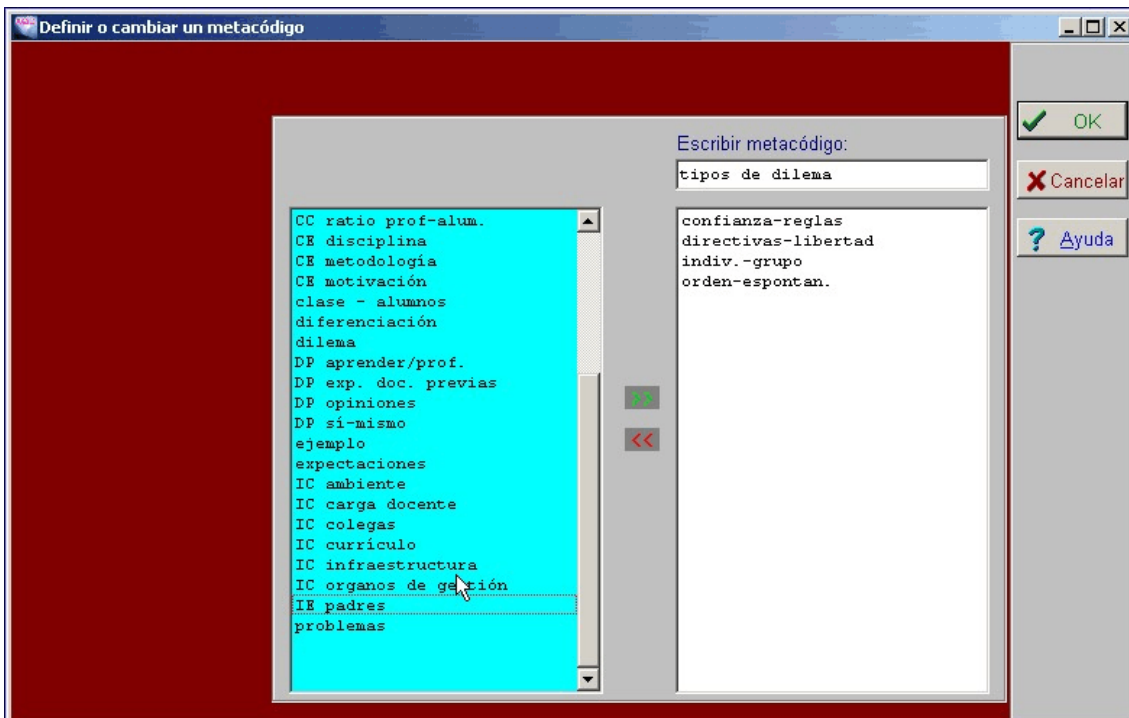 Definir o cambiar un metacódigo
OK
Cancelar
Ayuda
Escribir metacódigo:
tipos de dilema
CC ratio prof-alum.
CE disciplina
CE metodología
CE motivación
clase - alumnos
diferenciación
dilema
DP aprender/prof.
DP exp. doc. previas
DP opiniones
DP sí-mismo
ejemplo
expectaciones
IC ambiente
IC carga docente
IC colegas
IC currículo
IC infraestructura
IC organos de gestión
IE padres
problemas
>>
<<
confianza-reglas
directivas-libertad
indiv.-grupo
orden-espontan.